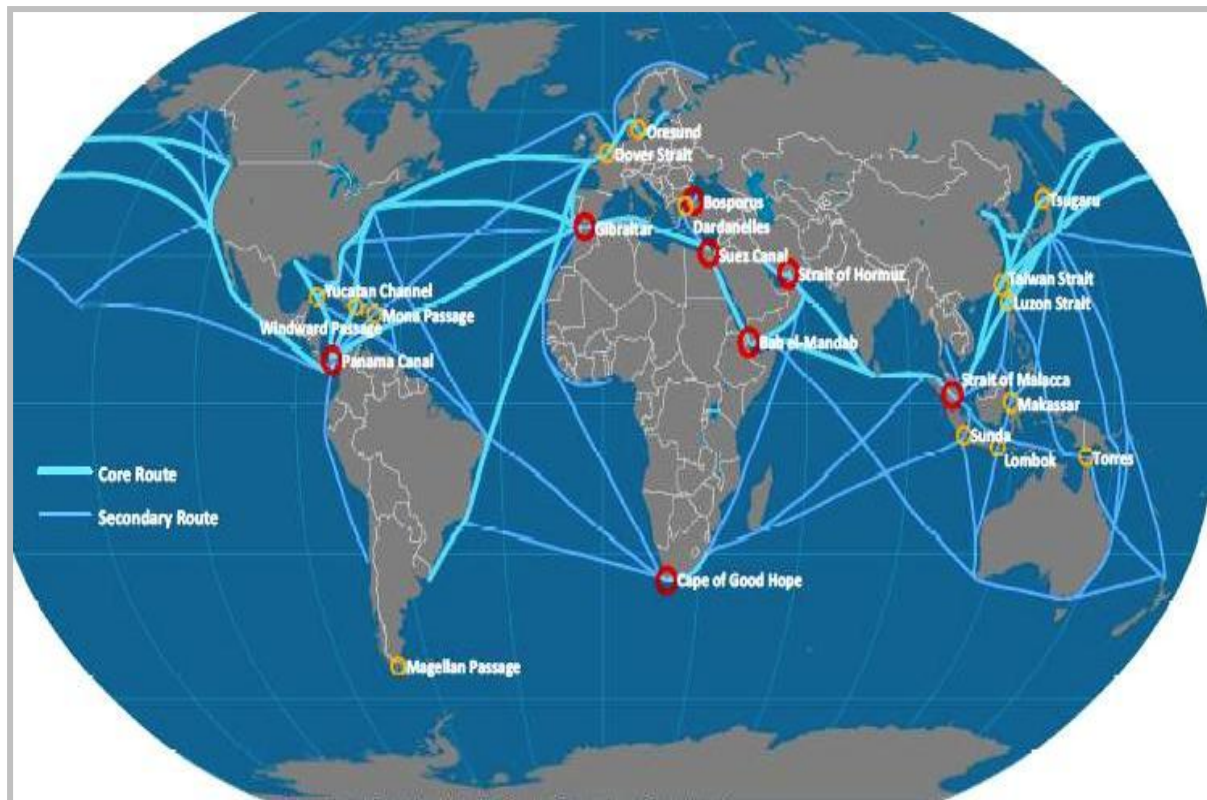 Oresund
Dover Strait
Bosporus
Tsugaru
Dardanelles
Gibraltar
Suez Canal
Strait of Hormuz
Taiwan Strait
Yucatan Channel
Luzon Strait
Mona Passage
Windward Passage
Bab el-Mandab
Panama Canal
Strait of Malacca
Makassar
Sunda
Lombok
Torres
Core Route
Secondary Route
Cape of Good Hope
Magellan Passage